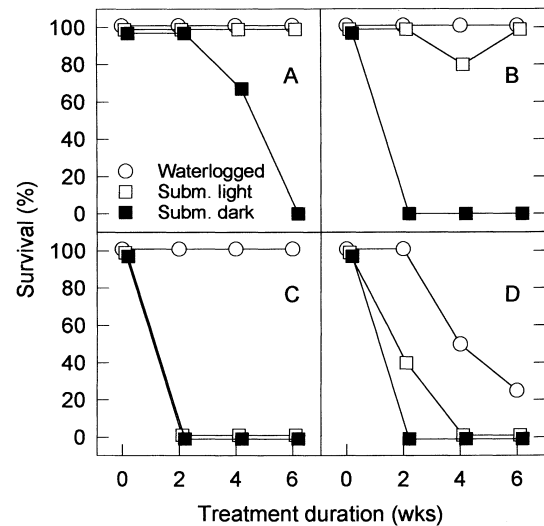 100
80
60
40
20
0
A
B
Waterlogged
Subm. light
Subm. dark
Survival (%)
100
80
60
40
20
0
C
D
0 2 4 6 0 2 4 6
Treatment duration (wks)